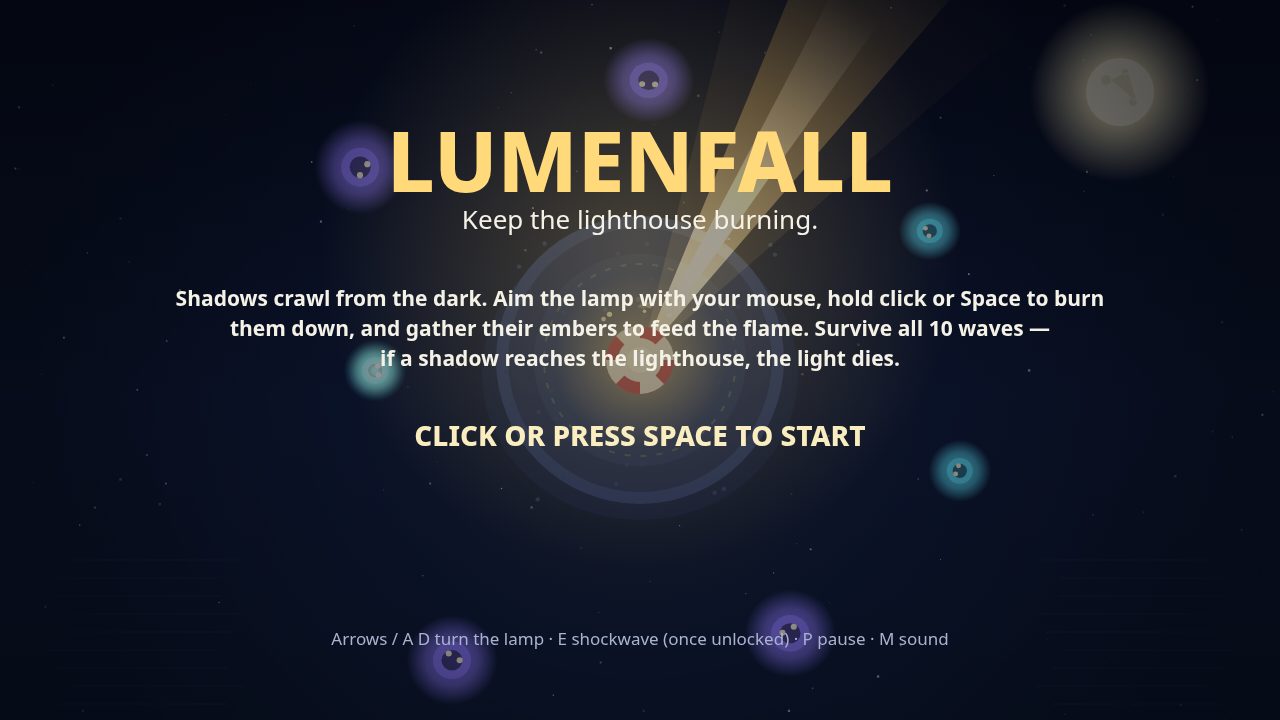 LUMENFALL
Keep the lighthouse burning.
Shadows crawl from the dark. Aim the lamp with your mouse, hold click or Space to burn
them down, and gather their embers to feed the flame. Survive all 10 waves —
if a shadow reaches the lighthouse, the light dies.
CLICK OR PRESS SPACE TO START
Arrows / A D turn the lamp · E shockwave (once unlocked) · P pause · M sound